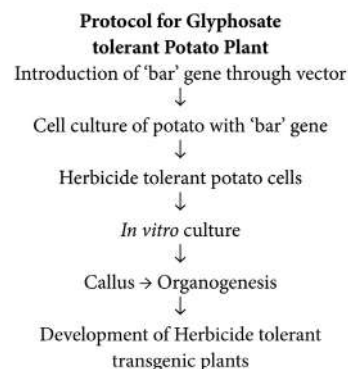 Protocol for Glyphosate
tolerant Potato Plant
Introduction of ‘bar’ gene through vector
↓
Cell culture of potato with ‘bar’ gene
↓
Herbicide tolerant potato cells
↓
In vitro culture
↓
Callus → Organogenesis
↓
Development of Herbicide tolerant
transgenic plants